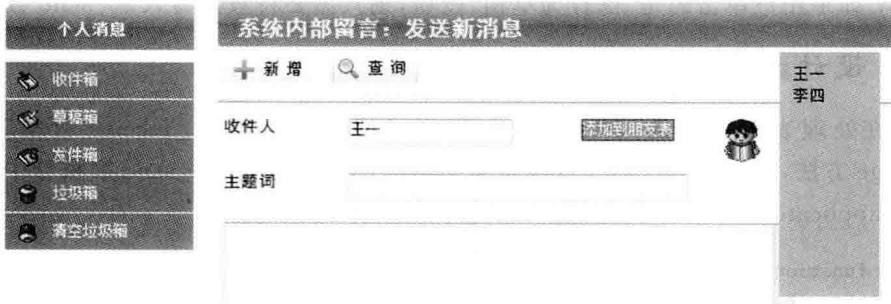 个人消息
收件箱
草稿箱
发件箱
垃圾箱
清空垃圾箱
系统内部留言：发送新消息
新增 查询
收件人 王一 添加到朋友表
主题词
王一
李四